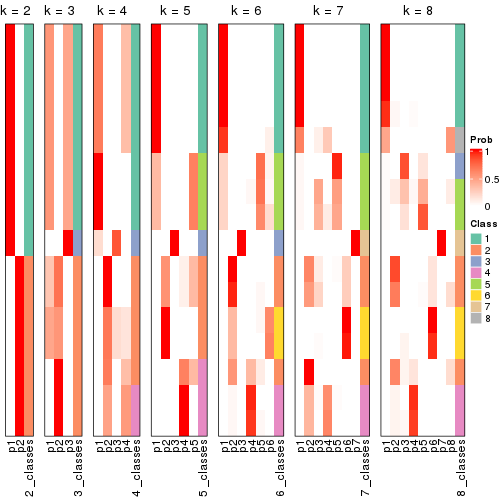 k = 2 k = 3 k = 4 k = 5 k = 6 k = 7 k = 8
Prob
1
0.5
0
Class
1
2
3
4
5
6
7
8
p1 p2 2_classes p1 p2 p3 3_classes p1 p2 p3 p4 4_classes p1 p2 p3 p4 p5 5_classes p1 p2 p3 p4 p5 p6 6_classes p1 p2 p3 p4 p5 p6 p7 7_classes p1 p2 p3 p4 p5 p6 p7 p8 8_classes